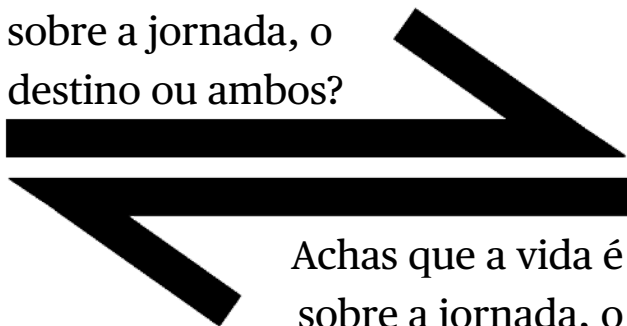 sobre a jornada, o
destino ou ambos?
Achas que a vida é
sobre a jornada, o